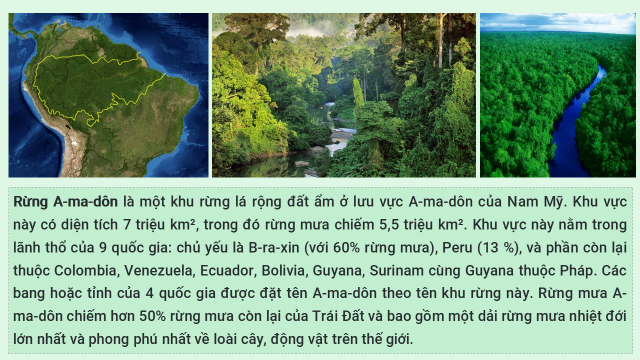 Rừng A-ma-dôn là một khu rừng lá rộng đất ẩm ở lưu vực A-ma-dôn của Nam Mỹ. Khu vực
này có diện tích 7 triệu km², trong đó rừng mưa chiếm 5,5 triệu km². Khu vực này nằm trong
lãnh thổ của 9 quốc gia: chủ yếu là B-ra-xin (với 60% rừng mưa), Peru (13 %), và phần còn lại
thuộc Colombia, Venezuela, Ecuador, Bolivia, Guyana, Surinam cùng Guyana thuộc Pháp. Các
bang hoặc tỉnh của 4 quốc gia được đặt tên A-ma-dôn theo tên khu rừng này. Rừng mưa A-
ma-dôn chiếm hơn 50% rừng mưa còn lại của Trái Đất và bao gồm một dải rừng mưa nhiệt đới
lớn nhất và phong phú nhất về loài cây, động vật trên thế giới.